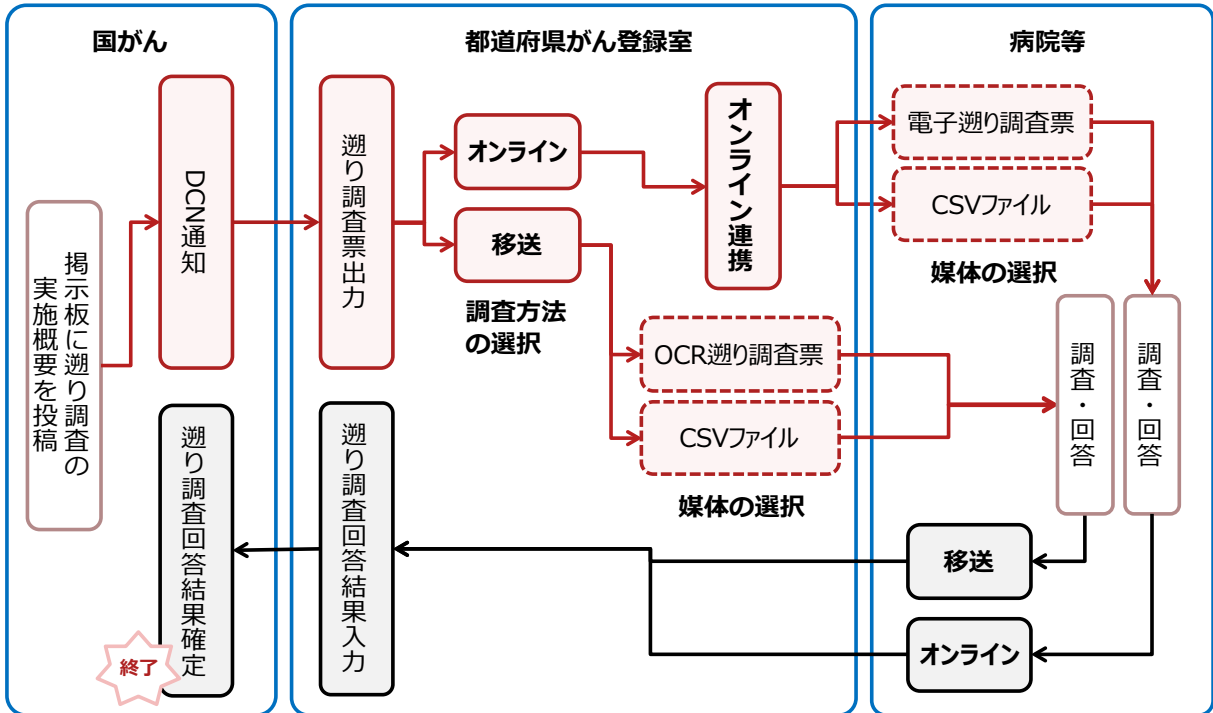 国がん
掲示板に遡り調査の
実施概要を投稿
DCN通知
遡り調査回答結果確定
終了
都道府県がん登録室
遡り調査票出力
オンライン
移送
調査方法
の選択
オンライン連携
OCR遡り調査票
CSVファイル
媒体の選択
遡り調査回答結果入力
病院等
電子遡り調査票
CSVファイル
媒体の選択
調査・回答
調査・回答
移送
オンライン